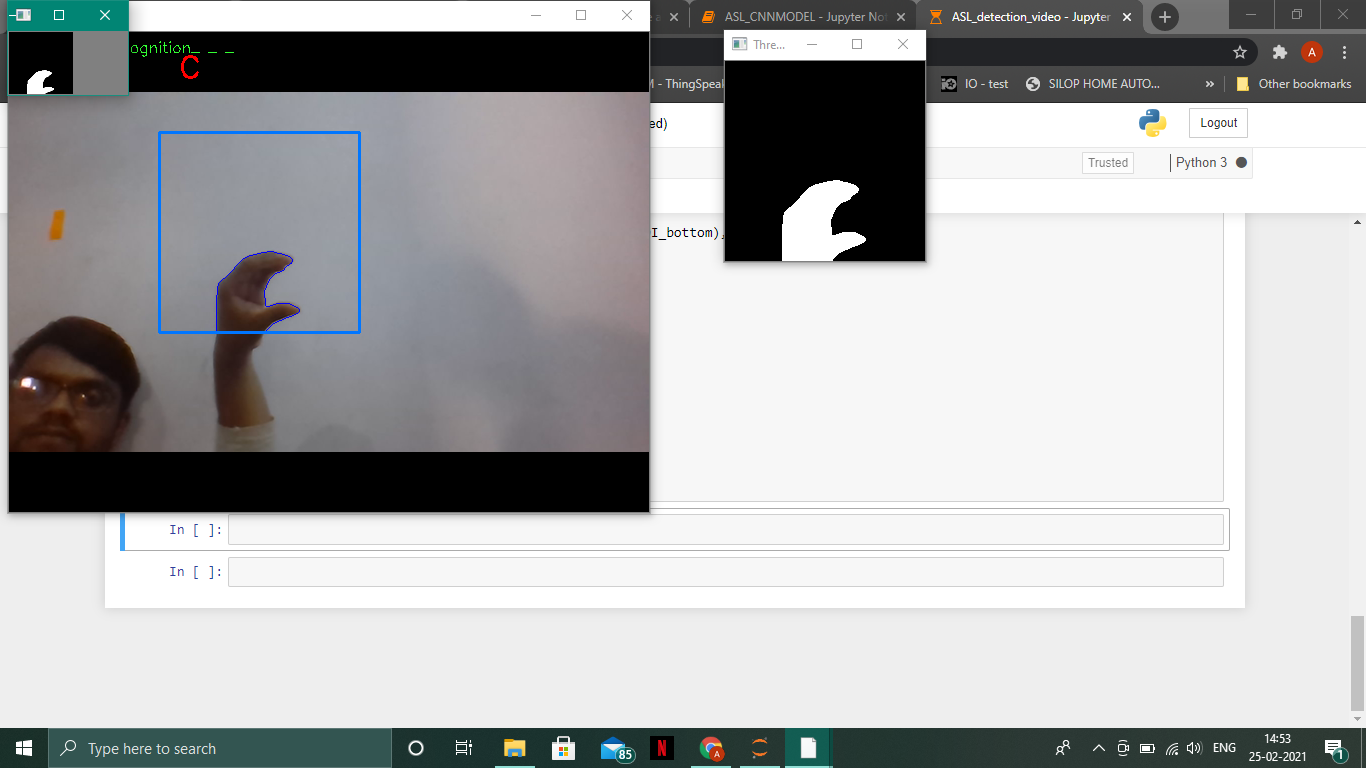 ognition_ _ _
C
ASL_CNNMODEL - Jupyter Not
ASL_detection_video - Jupyter
Thre...
M - ThingSpeak
IO - test
SILOP HOME AUTO...
»
Other bookmarks
A
ed)
Logout
Trusted
Python 3
I_bottom),
In [ ]:
In [ ]:
Type here to search
85
N
A
ENG
14:53
25-02-2021
1